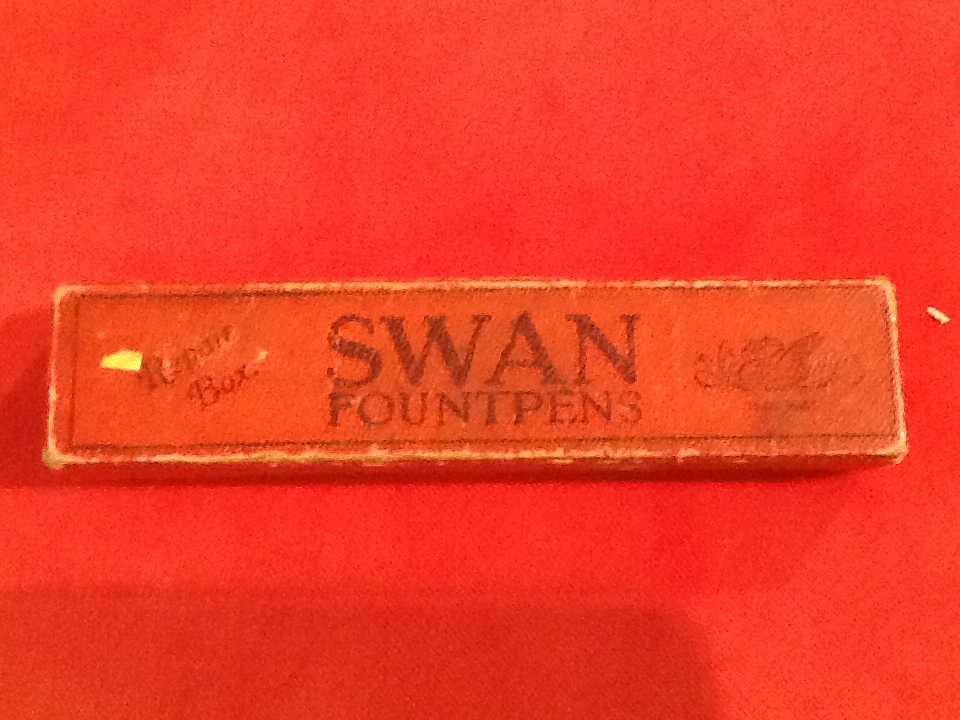 Repair
Box.
SWAN
FOUNTPENS